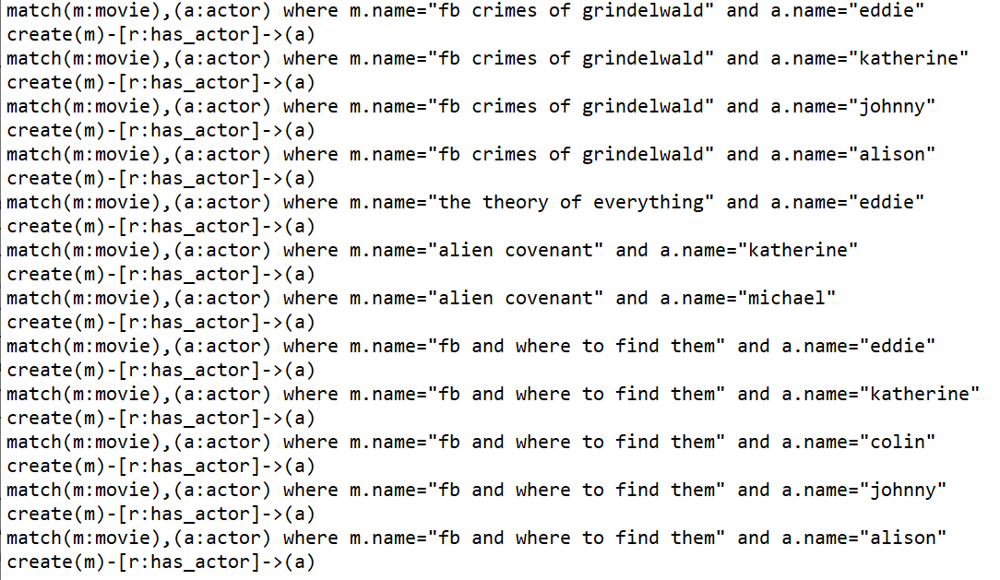 match(m:movie),(a:actor) where m.name="fb crimes of grindelwald" and a.name="eddie"
create(m)-[r:has_actor]->(a)
match(m:movie),(a:actor) where m.name="fb crimes of grindelwald" and a.name="katherine"
create(m)-[r:has_actor]->(a)
match(m:movie),(a:actor) where m.name="fb crimes of grindelwald" and a.name="johnny"
create(m)-[r:has_actor]->(a)
match(m:movie),(a:actor) where m.name="fb crimes of grindelwald" and a.name="alison"
create(m)-[r:has_actor]->(a)
match(m:movie),(a:actor) where m.name="the theory of everything" and a.name="eddie"
create(m)-[r:has_actor]->(a)
match(m:movie),(a:actor) where m.name="alien covenant" and a.name="katherine"
create(m)-[r:has_actor]->(a)
match(m:movie),(a:actor) where m.name="alien covenant" and a.name="michael"
create(m)-[r:has_actor]->(a)
match(m:movie),(a:actor) where m.name="fb and where to find them" and a.name="eddie"
create(m)-[r:has_actor]->(a)
match(m:movie),(a:actor) where m.name="fb and where to find them" and a.name="katherine"
create(m)-[r:has_actor]->(a)
match(m:movie),(a:actor) where m.name="fb and where to find them" and a.name="colin"
create(m)-[r:has_actor]->(a)
match(m:movie),(a:actor) where m.name="fb and where to find them" and a.name="johnny"
create(m)-[r:has_actor]->(a)
match(m:movie),(a:actor) where m.name="fb and where to find them" and a.name="alison"
create(m)-[r:has_actor]->(a)